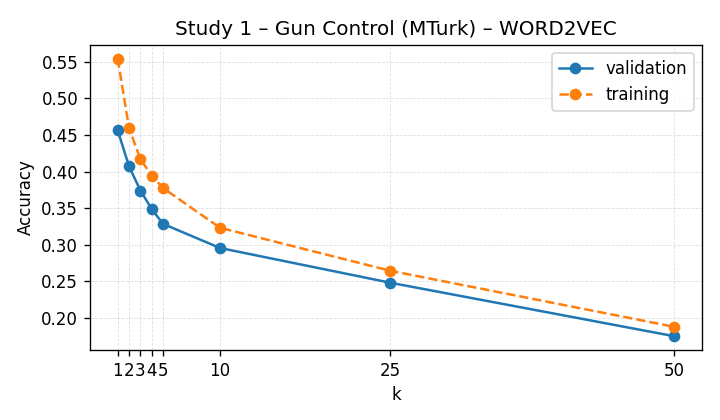 Study 1 – Gun Control (MTurk) – WORD2VEC
validation
training
Accuracy
0.55
0.50
0.45
0.40
0.35
0.30
0.25
0.20
1 2 3 4 5 10 25 50
k